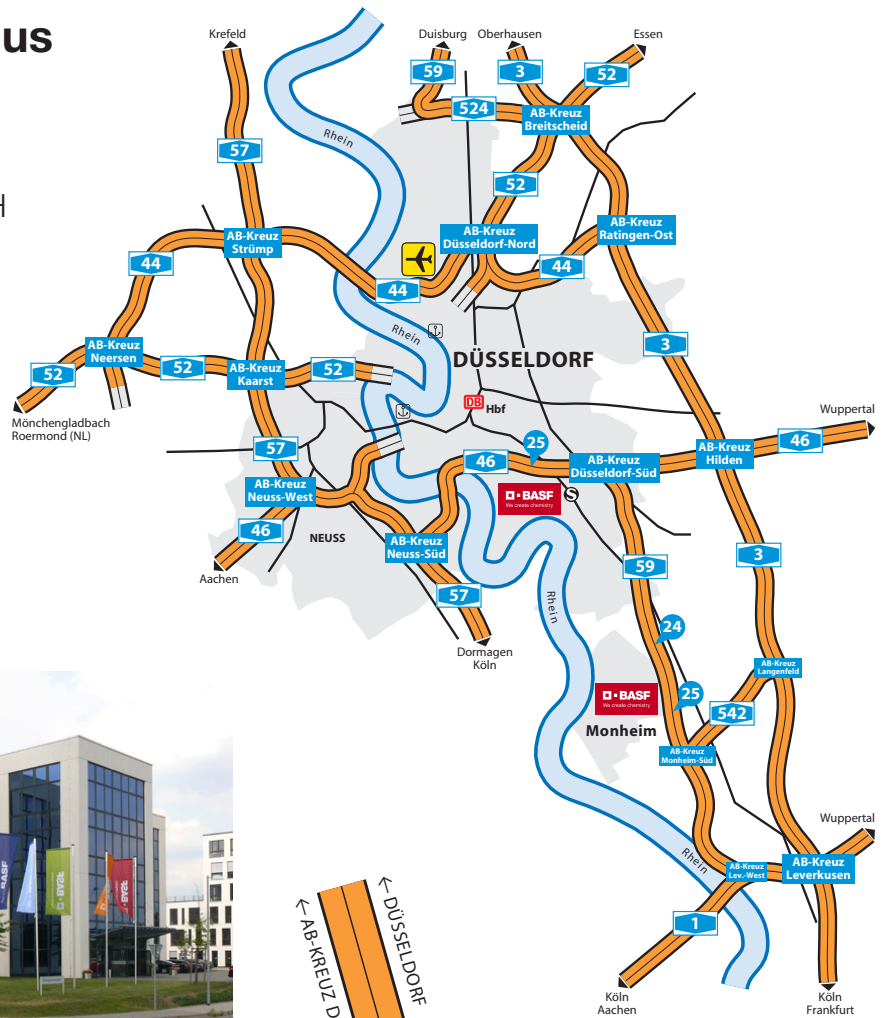 us
H
Krefeld
Duisburg
Oberhausen
Essen
59
3
52
524
AB-Kreuz
Breitscheid
Rhein
57
52
AB-Kreuz
Strümp
AB-Kreuz
Düsseldorf-Nord
AB-Kreuz
Ratingen-Ost
44
44
44
Rhein
AB-Kreuz
Neersen
3
DÜSSELDORF
52
52
AB-Kreuz
Kaarst
52
DB
Hbf
Mönchengladbach
Roermond (NL)
Wuppertal
57
25
46
46
AB-Kreuz
Düsseldorf-Süd
AB-Kreuz
Hilden
AB-Kreuz
Neuss-West
BASF
We create chemistry
S
46
NEUSS
AB-Kreuz
Neuss-Süd
3
Aachen
59
57
Rhein
24
Dormagen
Köln
AB-Kreuz
Langenfeld
BASF
We create chemistry
25
542
Monheim
AB-Kreuz
Monheim-Süd
Wuppertal
Rhein
AB-Kreuz
Lev.-West
AB-Kreuz
Leverkusen
BASF
BASF
BASF
1
← DÜSSELDORF
← AB-KREUZ D
Köln
Aachen
Köln
Frankfurt